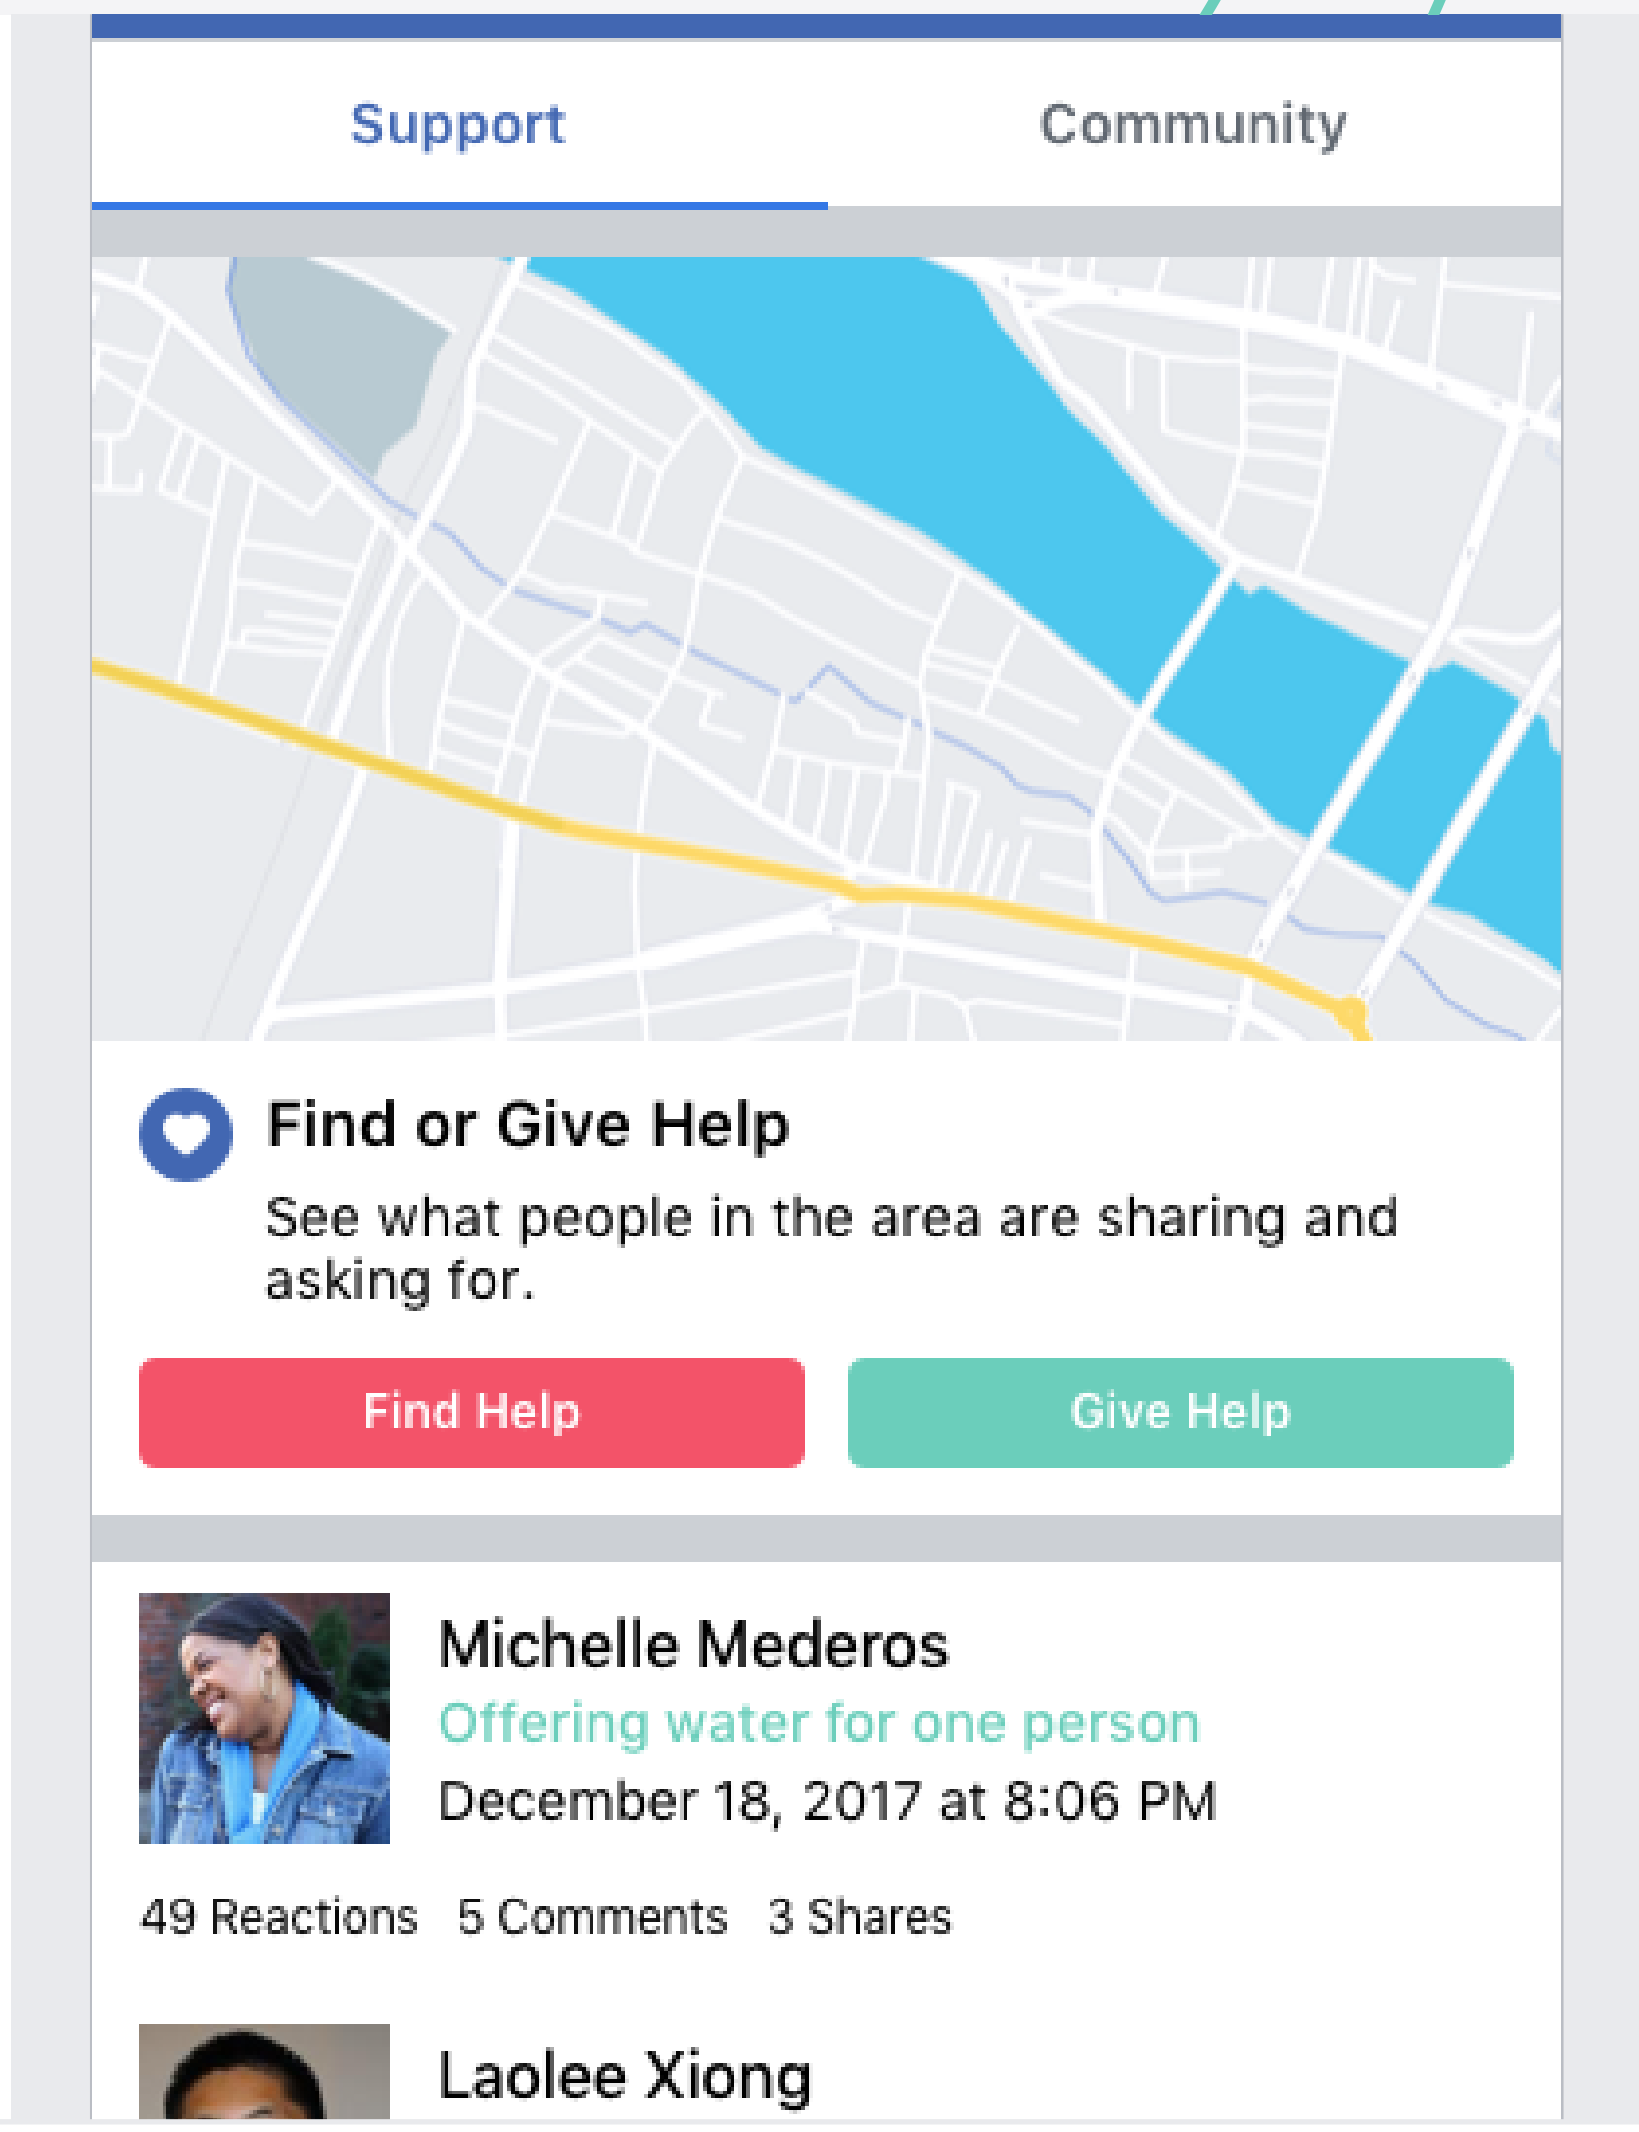 Support
Community
Find or Give Help
See what people in the area are sharing and
asking for.
Find Help
Give Help
Michelle Mederos
Offering water for one person
December 18, 2017 at 8:06 PM
49 Reactions 5 Comments 3 Shares
Laolee Xiong